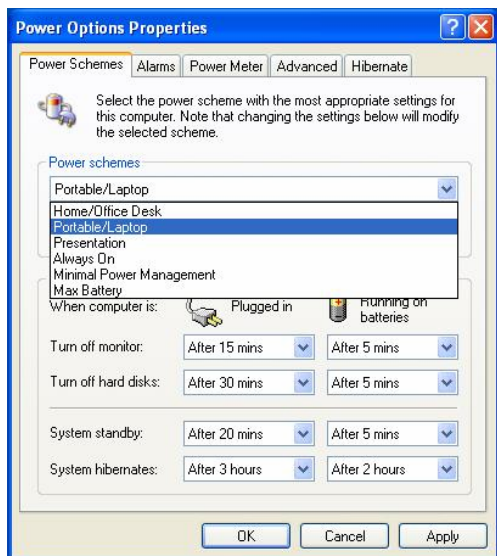 Power Options Properties
Power Schemes Alarms Power Meter Advanced Hibernate
Select the power scheme with the most appropriate settings for
this computer. Note that changing the settings below will modify
the selected scheme.
Power schemes
Portable/Laptop
Home/Office Desk
Portable/Laptop
Presentation
Always On
Minimal Power Management
Max Battery
When computer is: Plugged in Running on
batteries
Turn off monitor: After 15 mins After 5 mins
Turn off hard disks: After 30 mins After 5 mins
System standby: After 20 mins After 5 mins
System hibernates: After 3 hours After 2 hours
OK Cancel Apply